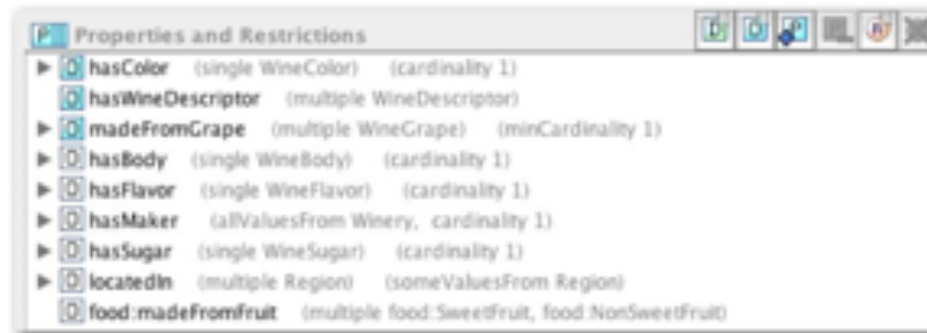 Properties and Restrictions
hasColor (single WineColor) (cardinality 1)
hasWineDescriptor (multiple WineDescriptor)
madeFromGrape (multiple WineGrape) (minCardinality 1)
hasBody (single WineBody) (cardinality 1)
hasFlavor (single WineFlavor) (cardinality 1)
hasMaker (allValuesFrom Winery, cardinality 1)
hasSugar (single WineSugar) (cardinality 1)
locatedIn (multiple Region) (someValuesFrom Region)
food:madeFromFruit (multiple food:SweetFruit, food:NonSweetFruit)